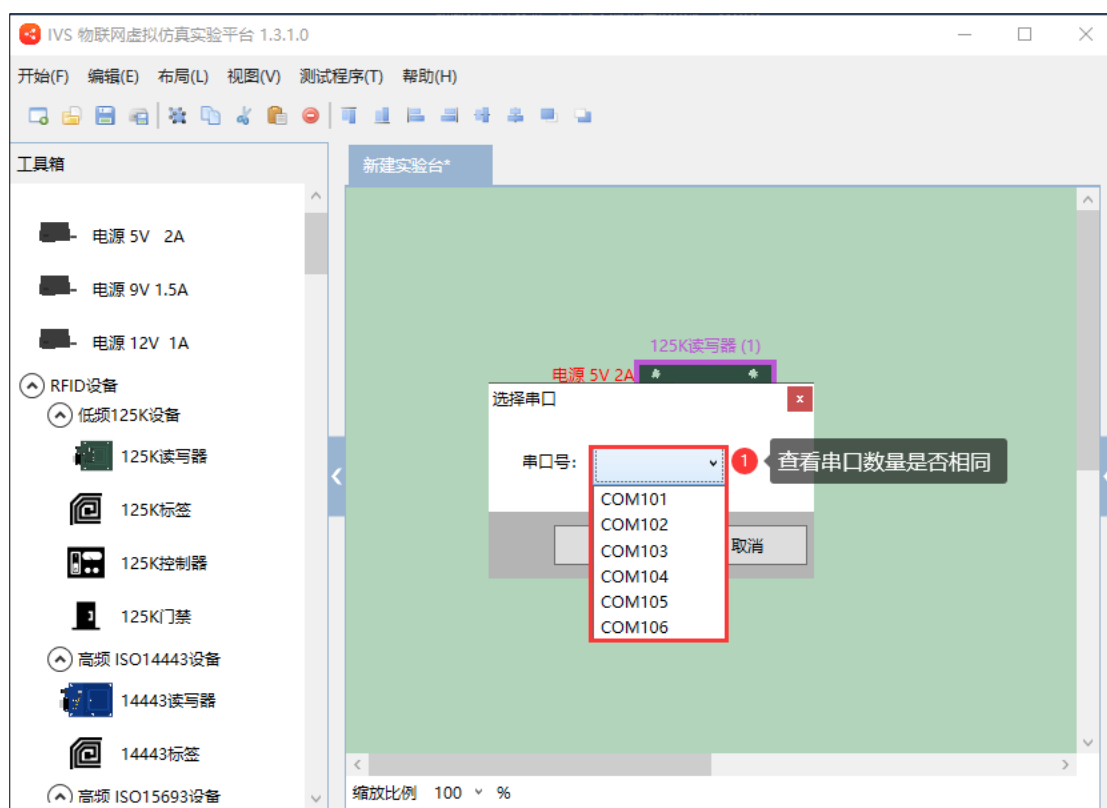 IVS 物联网虚拟仿真实验平台 1.3.1.0
开始(F) 编辑(E) 布局(L) 视图(V) 测试程序(T) 帮助(H)
工具箱
电源 5V 2A
电源 9V 1.5A
电源 12V 1A
RFID设备
低频125K设备
125K读写器
125K标签
125K控制器
125K门禁
高频 ISO14443设备
14443读写器
14443标签
高频 ISO15693设备
新建实验台*
125K读写器 (1)
电源 5V 2A
选择串口
串口号:
1 查看串口数量是否相同
COM101
COM102
COM103
COM104
COM105
COM106
取消
缩放比例 100 %